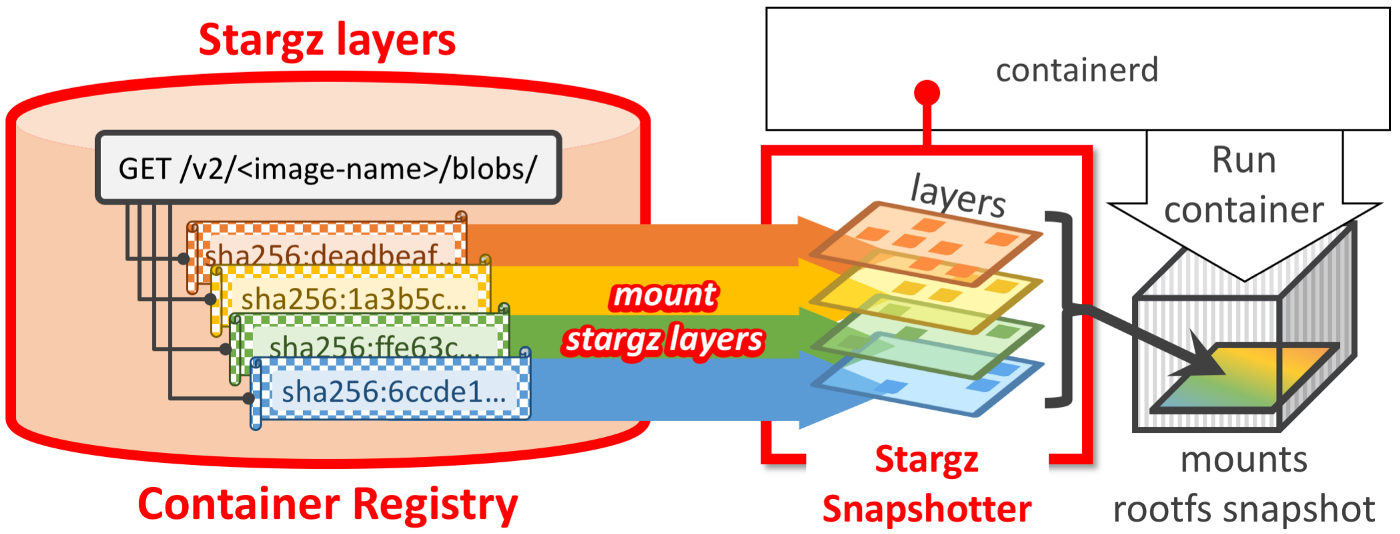 Stargz layers
GET /v2/<image-name>/blobs/
sha256:deadbeaf...
sha256:1a3b5c...
sha256:ffe63c...
sha256:6ccde1...
Container Registry
mount
stargz layers
containerd
layers
Stargz
Snapshotter
Run
container
mounts
rootfs snapshot